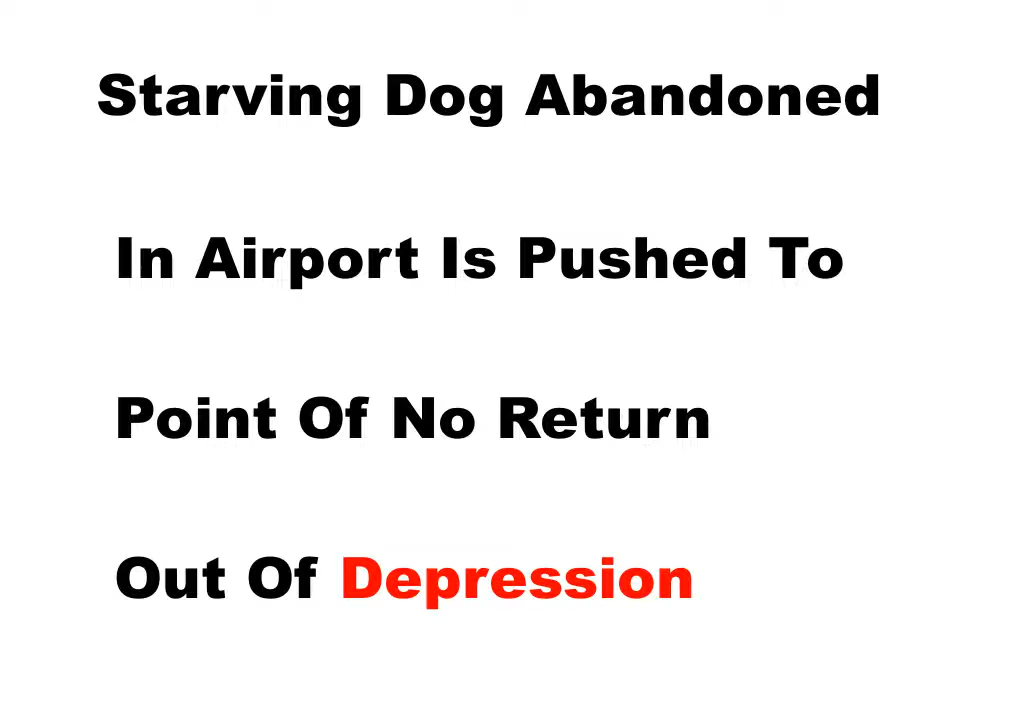 Starving Dog Abandoned
In Airport Is Pushed To
Point Of No Return
Out Of Depression